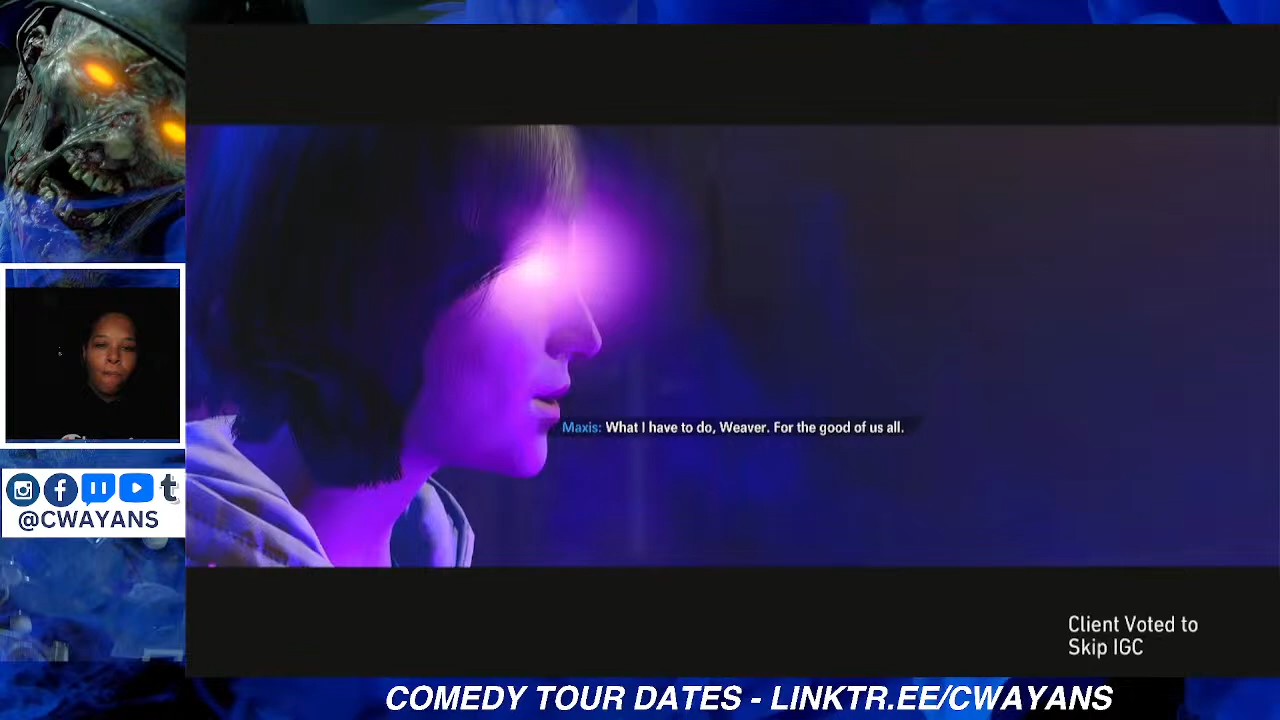 Maxis: What I have to do, Weaver. For the good of us all.
@CWAYANS
Client Voted to
Skip IGC
COMEDY TOUR DATES - LINKTR.EE/CWAYANS